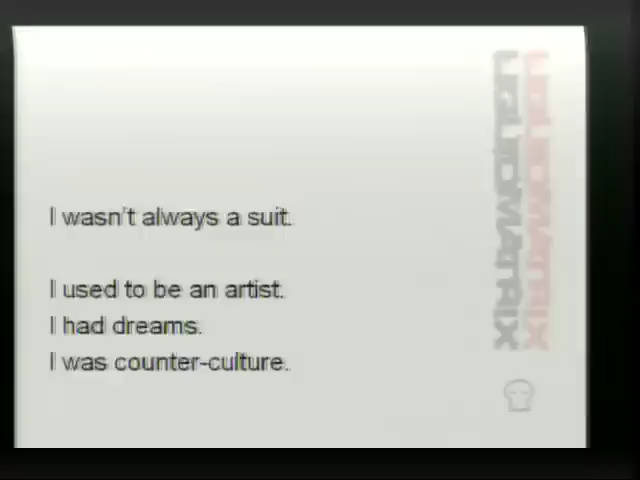 I wasn't always a suit.
I used to be an artist.
I had dreams.
I was counter-culture.